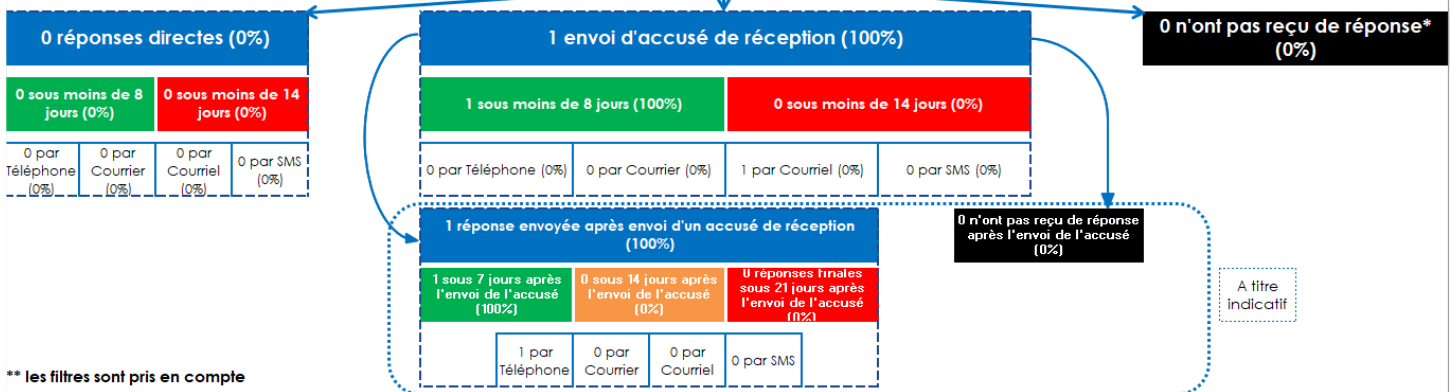 0 réponses directes (0%)
1 envoi d'accusé de réception (100%)
0 n'ont pas reçu de réponse*
(0%)
0 sous moins de 8
jours (0%)
0 sous moins de 14
jours (0%)
1 sous moins de 8 jours (100%)
0 sous moins de 14 jours (0%)
0 par
Téléphone
(0%)
0 par
Courrier
(0%)
0 par
Courriel
(0%)
0 par SMS
(0%)
0 par Téléphone (0%)
0 par Courrier (0%)
1 par Courriel (0%)
0 par SMS (0%)
1 réponse envoyée après envoi d'un accusé de réception
(100%)
0 n'ont pas reçu de réponse
après l'envoi de l'accusé
(0%)
1 sous 7 jours après
l'envoi de l'accusé
(100%)
0 sous 14 jours après
l'envoi de l'accusé
(0%)
0 réponses finales
sous 21 jours après
l'envoi de l'accusé
(0%)
A titre
indicatif
1 par
Téléphone
0 par
Courrier
0 par
Courriel
0 par SMS
** les filtres sont pris en compte